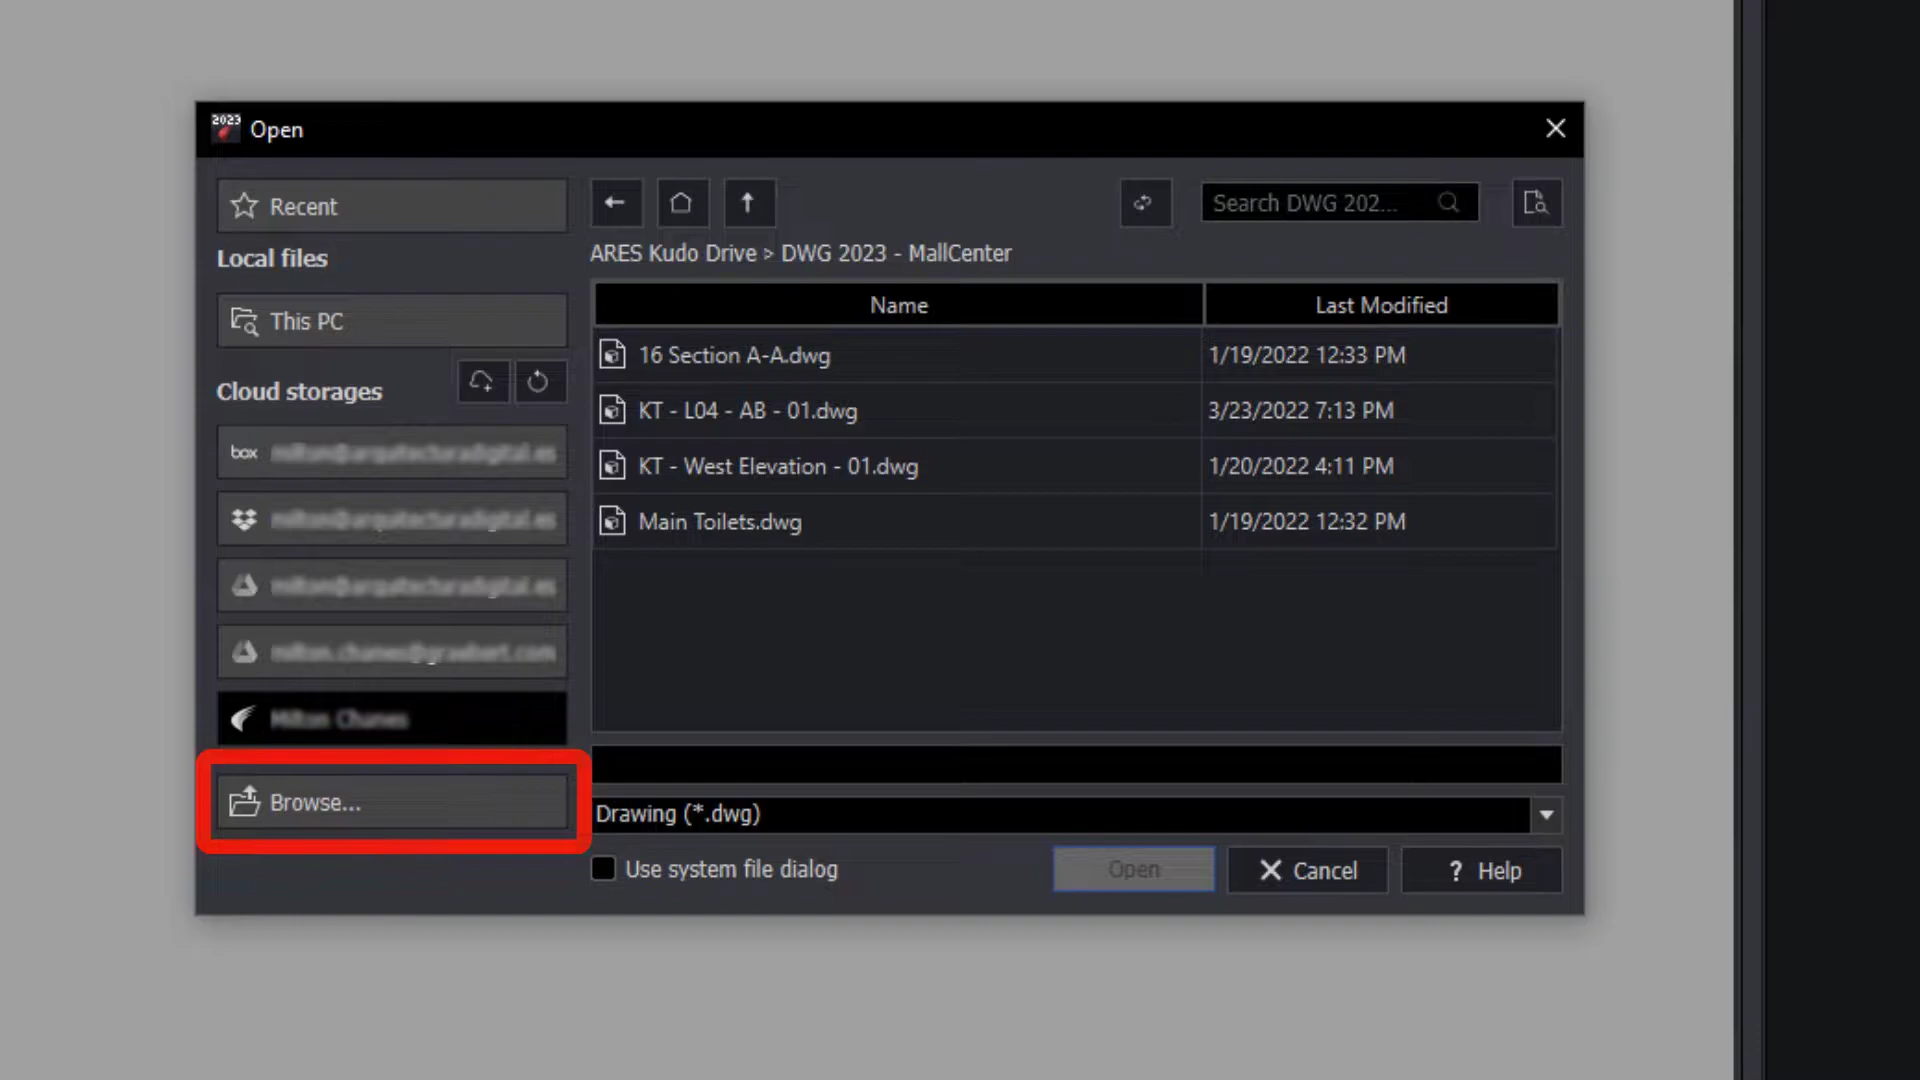 2023
Open
Recent
Search DWG 202...
Local files
ARES Kudo Drive > DWG 2023 - MallCenter
Name
Last Modified
This PC
16 Section A-A.dwg
1/19/2022 12:33 PM
Cloud storages
KT - L04 - AB - 01.dwg
3/23/2022 7:13 PM
box
KT - West Elevation - 01.dwg
1/20/2022 4:11 PM
Main Toilets.dwg
1/19/2022 12:32 PM
Browse...
Drawing (*.dwg)
Use system file dialog
Open
Cancel
? Help